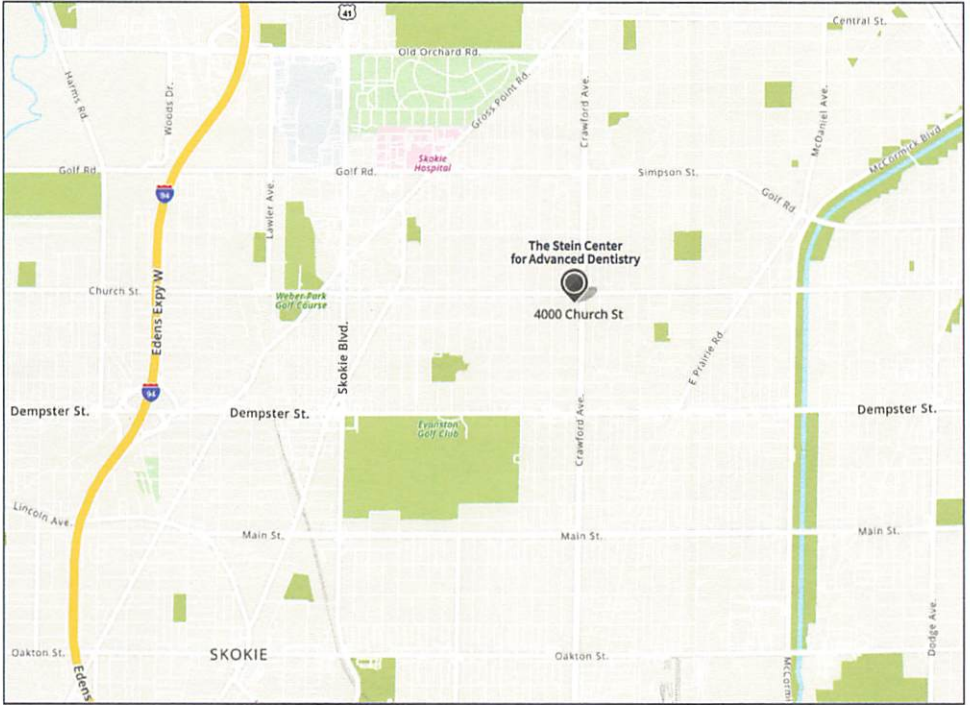 41
Central St.
Old Orchard Rd.
Harms Rd.
Woods Dr.
Gross Point Rd.
Crawford Ave.
McDaniel Ave.
McCormick Blvd
Skokie
Hospital
Golf Rd.
Golf Rd.
Simpson St.
94
Lawler Ave.
Golf Rd
The Stein Center
for Advanced Dentistry
4000 Church St
Church St.
Weber Park
Golf Course
Edens Expy W
Skokie Blvd.
E Prairie Rd.
94
Dempster St.
Dempster St.
Dempster St.
Evanston
Golf Club
Crawford Ave.
Lincoln Ave.
Main St.
Main St.
Main St.
Dodge Ave.
Oakton St.
SKOKIE
Oakton St.
Edens
McCormi